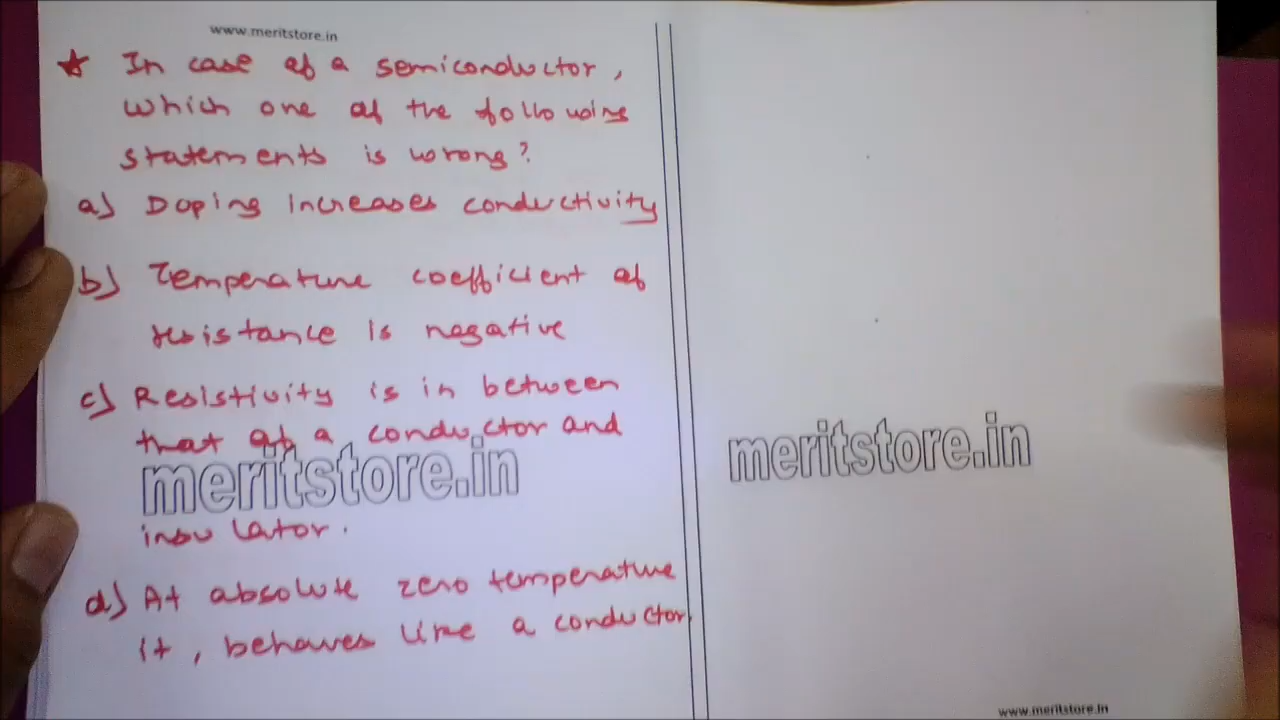 www.meritstore.in
★ In case of a semiconductor,
which one of the following
statements is wrong?
a) Doping increases conductivity
b) Temperature coefficient of
resistance is negative
c) Resistivity is in between
that of a conductor and
meritstore.in
insulator.
d) At absolute zero temperature
it, behaves like a conductor
meritstore.in
www.meritstore.in